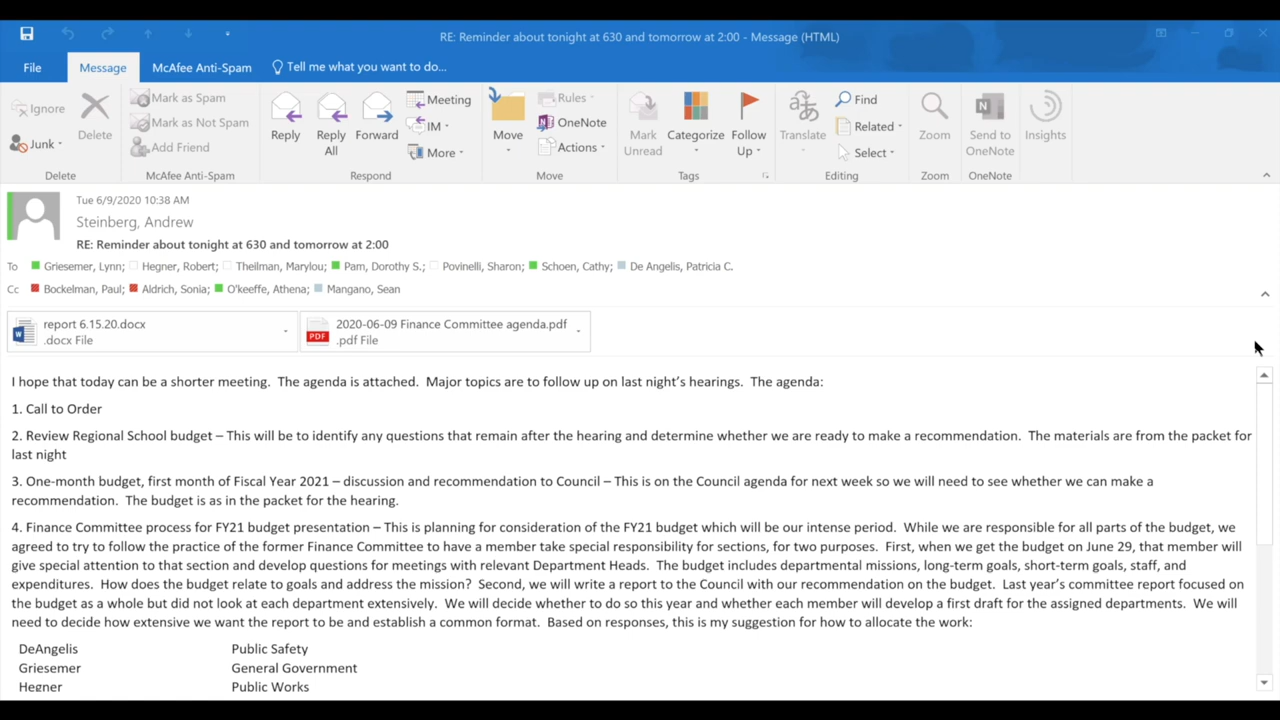 RE: Reminder about tonight at 630 and tomorrow at 2:00 - Message (HTML)
File Message McAfee Anti-Spam Tell me what you want to do...
Ignore
Junk
Delete
Delete
Mark as Spam
Mark as Not Spam
Add Friend
McAfee Anti-Spam
Reply
Reply All
Forward
Meeting
IM
More
Respond
Move
Rules
OneNote
Actions
Move
Mark Unread
Categorize
Follow Up
Tags
Translate
Find
Related
Select
Editing
Zoom
Zoom
Send to OneNote
OneNote
Insights
Tue 6/9/2020 10:38 AM
Steinberg, Andrew
RE: Reminder about tonight at 630 and tomorrow at 2:00
To Griesemer, Lynn; Hegner, Robert; Theilman, Marylou; Pam, Dorothy S.; Povinelli, Sharon; Schoen, Cathy; De Angelis, Patricia C.
Cc Bockelman, Paul; Aldrich, Sonia; O'keeffe, Athena; Mangano, Sean
report 6.15.20.docx
.docx File
2020-06-09 Finance Committee agenda.pdf
.pdf File
PDF
I hope that today can be a shorter meeting. The agenda is attached. Major topics are to follow up on last night's hearings. The agenda:
1. Call to Order
2. Review Regional School budget – This will be to identify any questions that remain after the hearing and determine whether we are ready to make a recommendation. The materials are from the packet for
last night
3. One-month budget, first month of Fiscal Year 2021 – discussion and recommendation to Council – This is on the Council agenda for next week so we will need to see whether we can make a
recommendation. The budget is as in the packet for the hearing.
4. Finance Committee process for FY21 budget presentation – This is planning for consideration of the FY21 budget which will be our intense period. While we are responsible for all parts of the budget, we
agreed to try to follow the practice of the former Finance Committee to have a member take special responsibility for sections, for two purposes. First, when we get the budget on June 29, that member will
give special attention to that section and develop questions for meetings with relevant Department Heads. The budget includes departmental missions, long-term goals, short-term goals, staff, and
expenditures. How does the budget relate to goals and address the mission? Second, we will write a report to the Council with our recommendation on the budget. Last year's committee report focused on
the budget as a whole but did not look at each department extensively. We will decide whether to do so this year and whether each member will develop a first draft for the assigned departments. We will
need to decide how extensive we want the report to be and establish a common format. Based on responses, this is my suggestion for how to allocate the work:
DeAngelis Public Safety
Griesemer General Government
Hegner Public Works